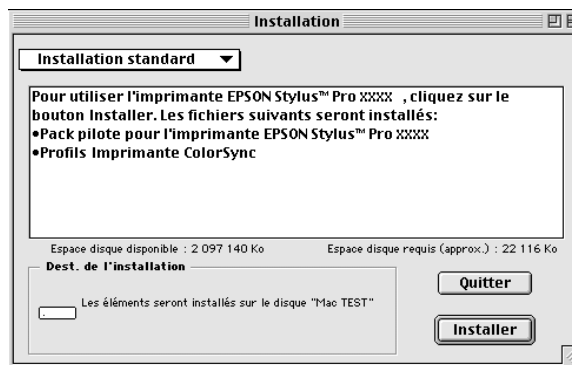 Installation
Installation standard
Pour utiliser l'imprimante EPSON Stylus™ Pro XXXX , cliquez sur le
bouton Installer. Les fichiers suivants seront installés:
•Pack pilote pour l'imprimante EPSON Stylus™ Pro XXXX
•Profils Imprimante ColorSync
Espace disque disponible : 2 097 140 Ko
Espace disque requis (approx.) : 22 116 Ko
Dest. de l'installation
Les éléments seront installés sur le disque "Mac TEST"
Quitter
Installer